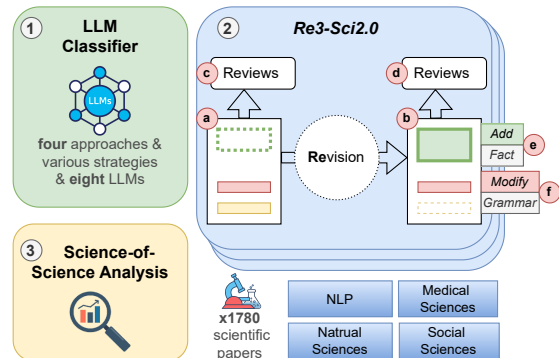 1
LLM
Classifier
LLMs
four approaches &
various strategies
& eight LLMs
3
Science-of-
Science Analysis
2
Re3-Sci2.0
c
Reviews
d
Reviews
a
b
Revision
Add
Fact
e
Modify
Grammar
f
x1780
scientific
papers
NLP
Medical
Sciences
Natrual
Sciences
Social
Sciences